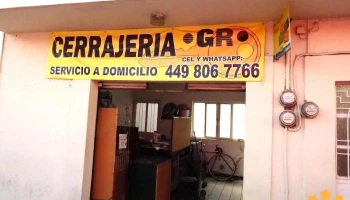 CERRAJERIA •GR•
CEL Y WHATSAPP:
SERVICIO A DOMICILIO 449 806 7766